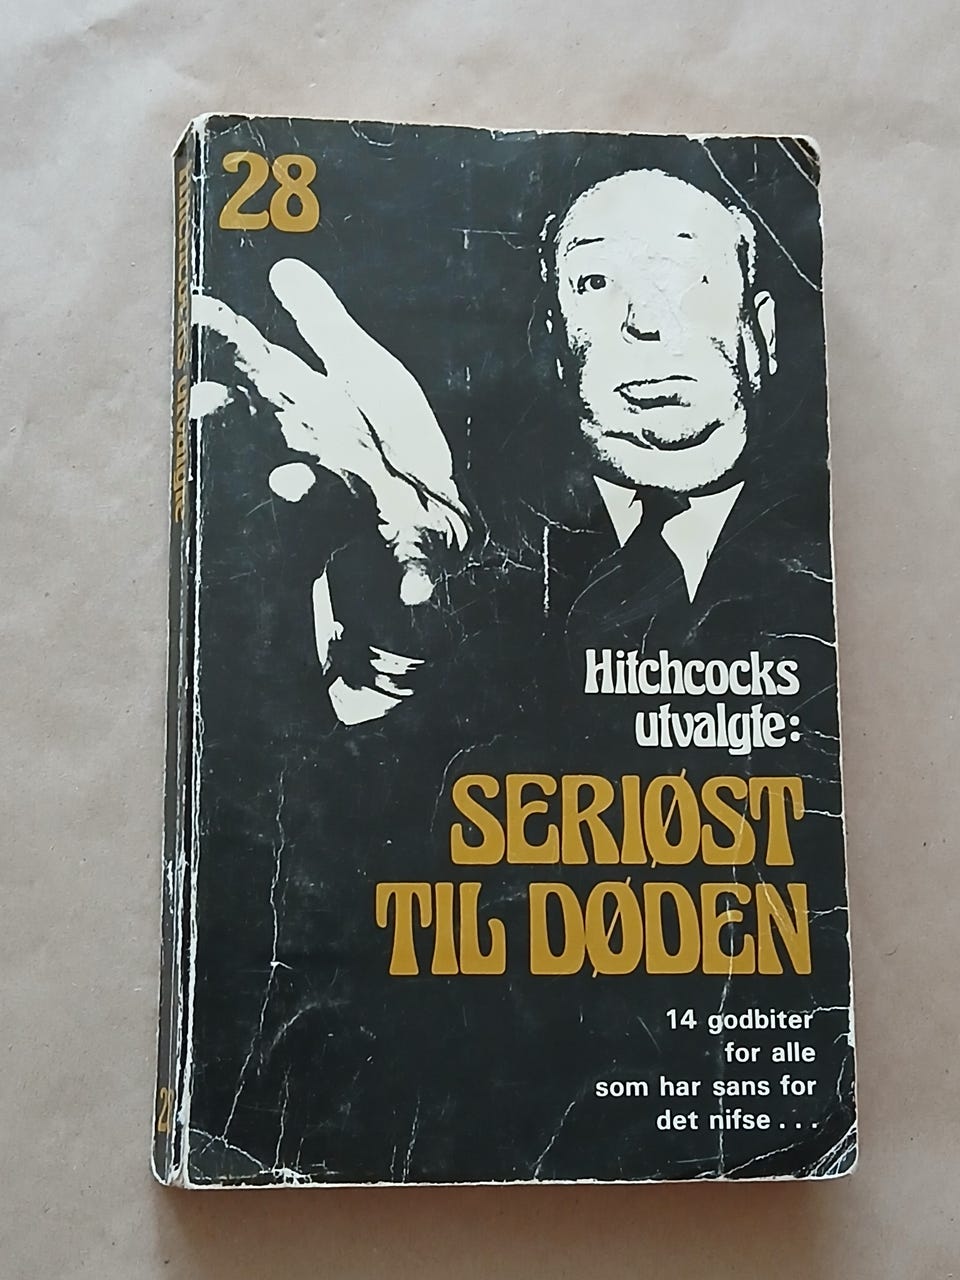 28
Hitchcocks
utvalgte:
SERIØST
TIL DØDEN
14 godbiter
for alle
som har sans for
det nifse . . .
Hitchcocks utvalgte